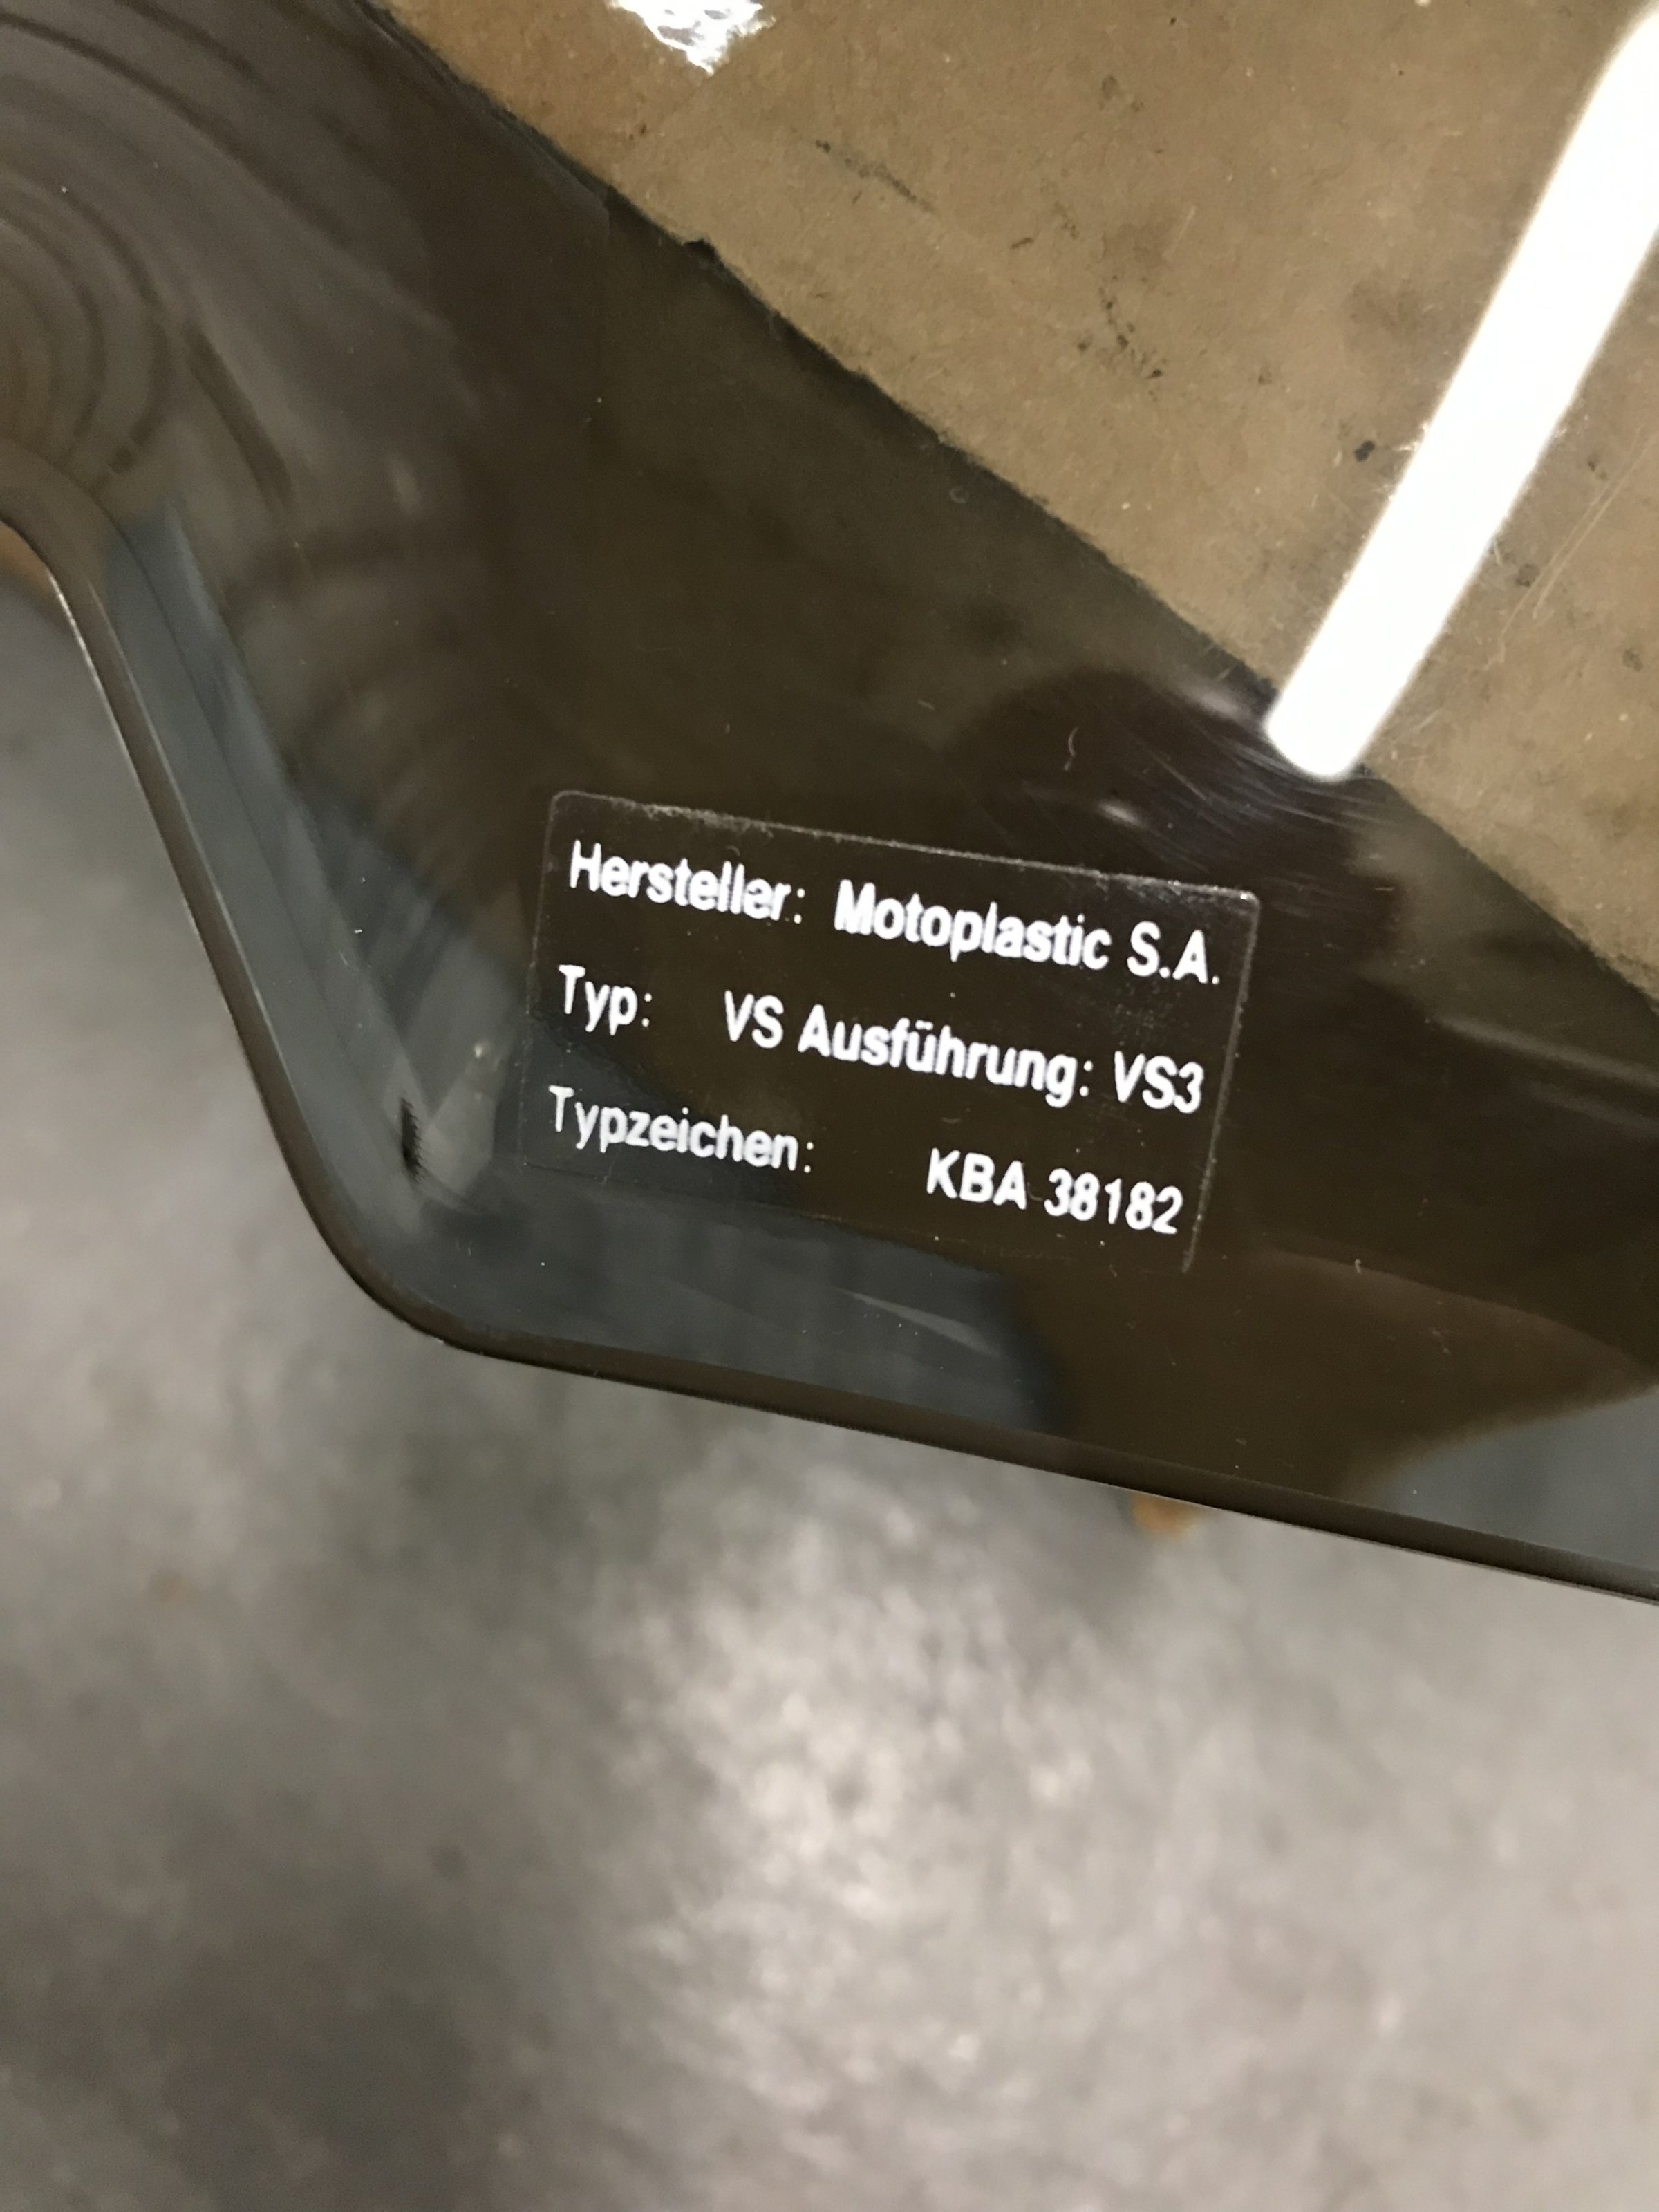 Hersteller: Motoplastic S.A.
Typ: VS Ausführung: VS3
Typzeichen: KBA 38182